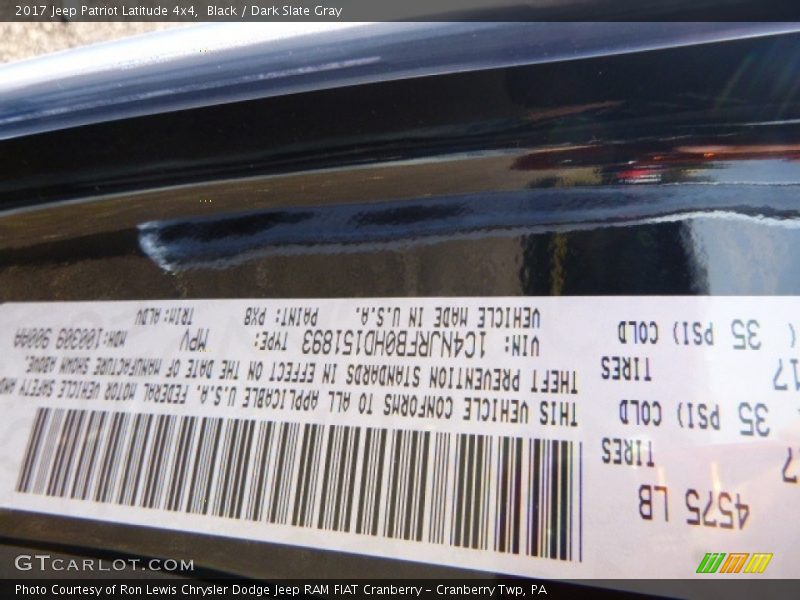 2017 Jeep Patriot Latitude 4x4, Black / Dark Slate Gray
4575 LB
TIRES
35 PSI) COLD
TIRES
35 PSI) COLD
THIS VEHICLE CONFORMS TO ALL APPLICABLE U.S.A. FEDERAL MOTOR VEHICLE SAFETY AND
THEFT PREVENTION STANDARDS IN EFFECT ON THE DATE OF MANUFACTURE SHOWN ABOVE.
VIN: 1C4NJRFB0HD151893 TYPE: MPV MDH: 100309 900AA
VEHICLE MADE IN U.S.A. PAINT: PX8 TRIM: ALDV
GTCARLOT.COM
Photo Courtesy of Ron Lewis Chrysler Dodge Jeep RAM FIAT Cranberry – Cranberry Twp, PA